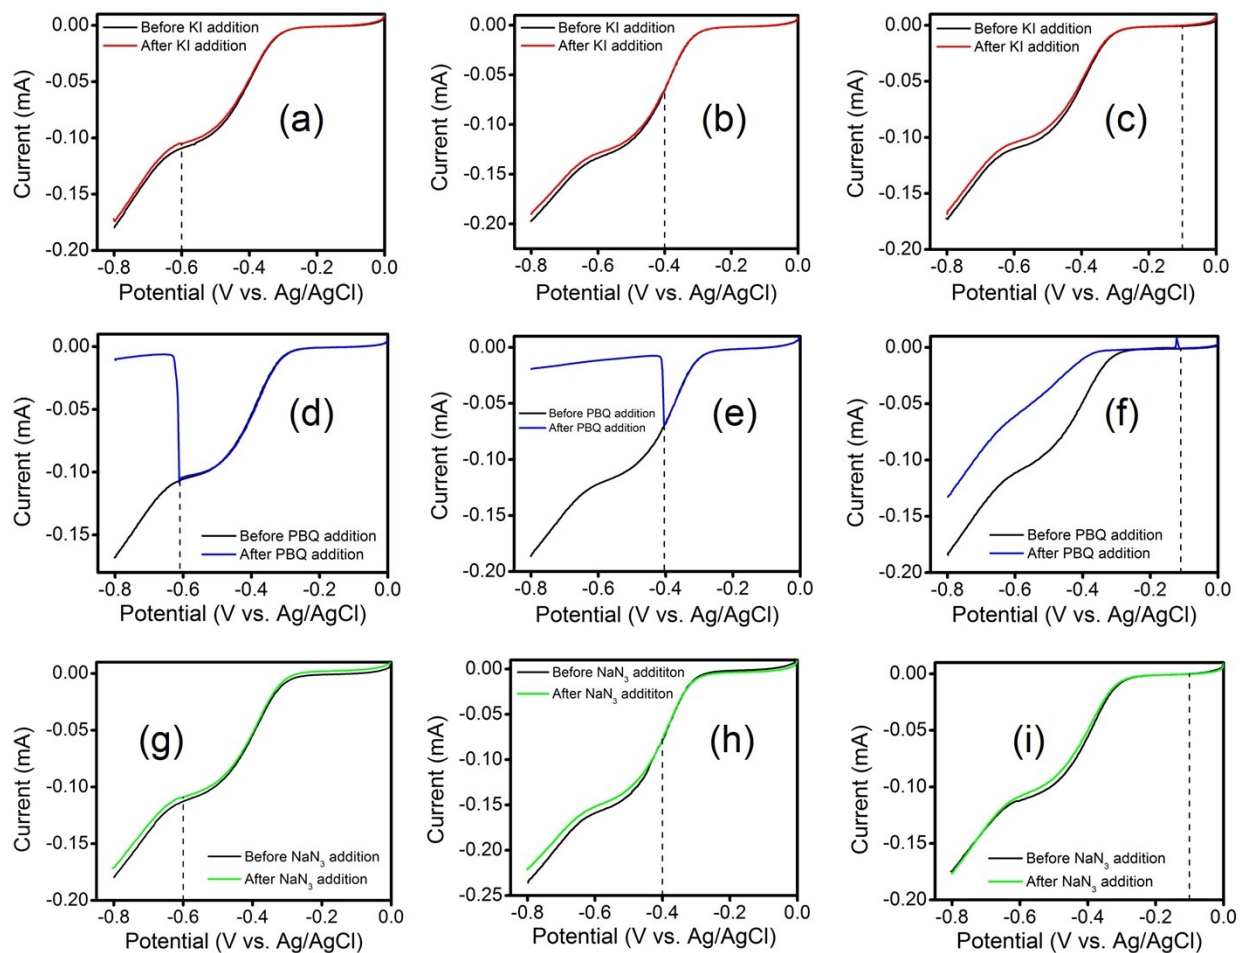 0.00
-0.05
-0.10
-0.15
-0.20
Current (mA)
Before KI addition
After KI addition
(a)
-0.8 -0.6 -0.4 -0.2 0.0
Potential (V vs. Ag/AgCl)
0.00
-0.05
-0.10
-0.15
-0.20
Current (mA)
Before KI addition
After KI addition
(b)
-0.8 -0.6 -0.4 -0.2 0.0
Potential (V vs. Ag/AgCl)
0.00
-0.05
-0.10
-0.15
-0.20
Current (mA)
Before KI addition
After KI addition
(c)
-0.8 -0.6 -0.4 -0.2 0.0
Potential (V vs. Ag/AgCl)
0.00
-0.05
-0.10
-0.15
Current (mA)
(d)
Before PBQ addition
After PBQ addition
-0.8 -0.6 -0.4 -0.2 0.0
Potential (V vs. Ag/AgCl)
0.00
-0.05
-0.10
-0.15
-0.20
Current (mA)
Before PBQ addition
After PBQ addition
(e)
-0.8 -0.6 -0.4 -0.2 0.0
Potential (V vs. Ag/AgCl)
0.00
-0.05
-0.10
-0.15
-0.20
Current (mA)
(f)
Before PBQ addition
After PBQ addition
-0.8 -0.6 -0.4 -0.2 0.0
Potential (V vs. Ag/AgCl)
0.00
-0.05
-0.10
-0.15
-0.20
Current (mA)
(g)
Before NaN₃ addition
After NaN₃ addition
-0.8 -0.6 -0.4 -0.2 0.0
Potential (V vs. Ag/AgCl)
0.00
-0.05
-0.10
-0.15
-0.20
-0.25
Current (mA)
Before NaN₃ addititon
After NaN₃ addititon
(h)
-0.8 -0.6 -0.4 -0.2 0.0
Potential (V vs. Ag/AgCl)
0.00
-0.05
-0.10
-0.15
-0.20
Current (mA)
(i)
Before NaN₃ addition
After NaN₃ addition
-0.8 -0.6 -0.4 -0.2 0.0
Potential (V vs. Ag/AgCl)